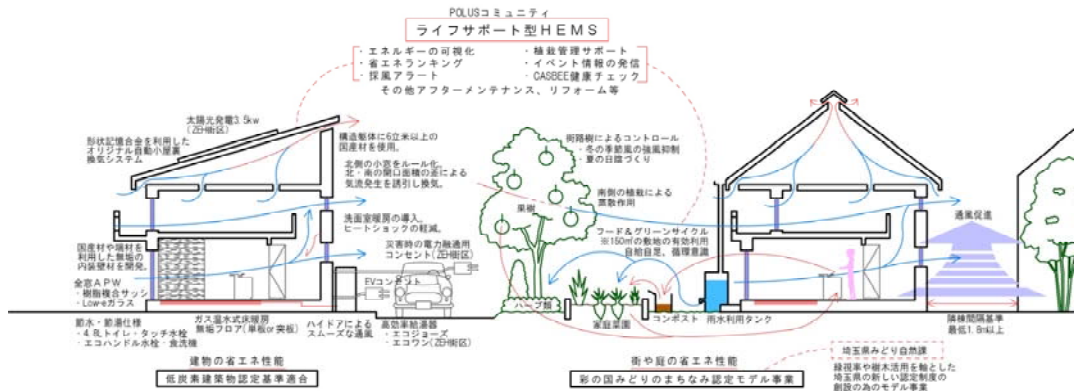 POLUSコミュニティ
ライフサポート型HEMS
・エネルギーの可視化
・省エネランキング
・採風アラート
・植栽管理サポート
・イベント情報の発信
・CASBEE健康チェック
その他アフターメンテナンス、リフォーム等
太陽光発電3.5kw
(ZEH街区)
形状記憶合金を利用した
オリジナル自動小屋裏
換気システム
構造躯体に6立米以上の
国産材を使用。
北側の小窓をルール化。
北・南の開口面積の差による
気流発生を誘引し換気。
洗面室暖房の導入。
ヒートショックの軽減。
災害時の電力融通用
コンセント(ZEH街区)
EVコンセント
国産材や端材を
利用した無垢の
内装壁材を開発。
全窓APW
・樹脂複合サッシ
・Low-eガラス
節水・節湯仕様
・4.8Lトイレ・タッチ水栓
・エコハンドル水栓・食洗機
ガス温水式床暖房
無垢フロア(単板or突板)
ハイドアによる
スムーズな通風
高効率給湯器
・エコジョーズ
・エコワン(ZEH街区)
建物の省エネ性能
低炭素建築物認定基準適合
街路樹によるコントロール
・冬の季節風の強風抑制
・夏の日陰づくり
果樹
南側の植栽による
蒸散作用
フード＆グリーンサイクル
※150㎡の敷地の有効利用
自給自足、循環意識
通風促進
ハーブ類
家庭菜園
コンポスト
雨水利用タンク
隣棟間隔基準
最低1.8m以上
街や庭の省エネ性能
彩の国みどりのまちなみ認定モデル事業
埼玉県みどり自然課
緑視率や樹木活用を軸とした
埼玉県の新しい認定制度の
創設の為のモデル事業